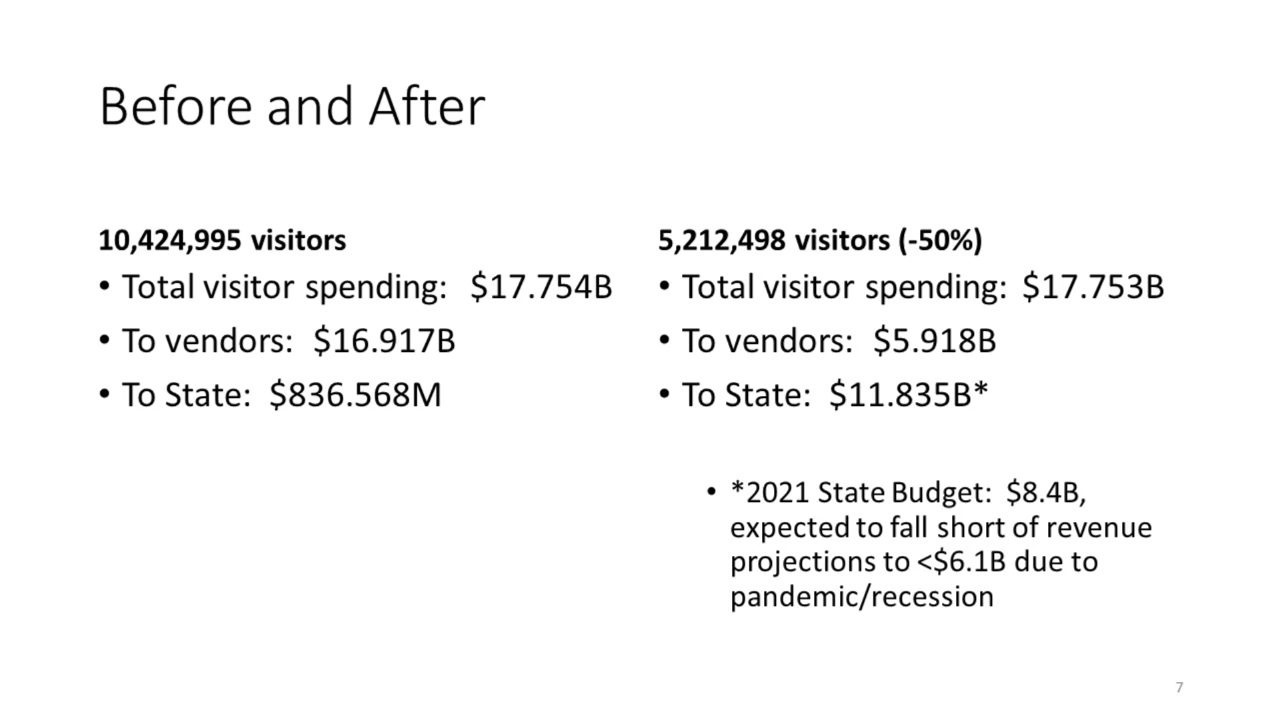 Before and After
10,424,995 visitors
• Total visitor spending: $17.754B
• To vendors: $16.917B
• To State: $836.568M
5,212,498 visitors (-50%)
• Total visitor spending: $17.753B
• To vendors: $5.918B
• To State: $11.835B*
• *2021 State Budget: $8.4B,
expected to fall short of revenue
projections to <$6.1B due to
pandemic/recession
7